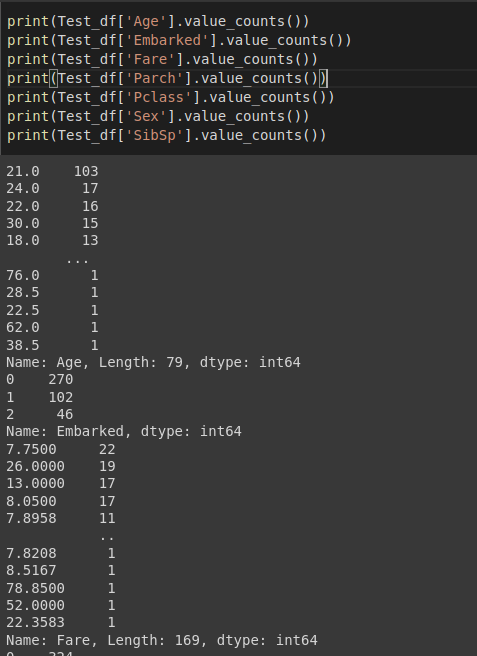 print(Test_df['Age'].value_counts())
print(Test_df['Embarked'].value_counts())
print(Test_df['Fare'].value_counts())
print(Test_df['Parch'].value_counts())
print(Test_df['Pclass'].value_counts())
print(Test_df['Sex'].value_counts())
print(Test_df['SibSp'].value_counts())
21.0    103
24.0     17
22.0     16
30.0     15
18.0     13
       ...
76.0      1
28.5      1
22.5      1
62.0      1
38.5      1
Name: Age, Length: 79, dtype: int64
0    270
1    102
2     46
Name: Embarked, dtype: int64
7.7500     22
26.0000    19
13.0000    17
8.0500     17
7.8958     11
           ..
7.8208      1
8.5167      1
78.8500     1
52.0000     1
22.3583     1
Name: Fare, Length: 169, dtype: int64
0    324